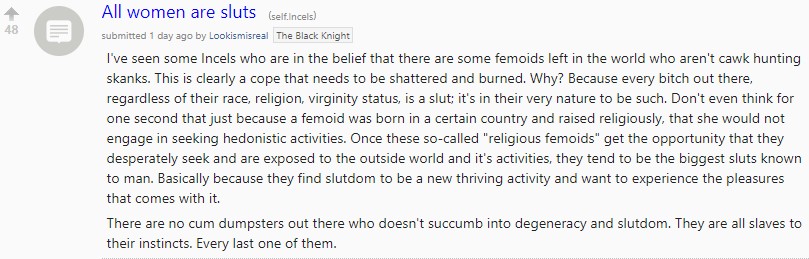 All women are sluts (self.Incels)
48
submitted 1 day ago by Lookismisreal The Black Knight
I've seen some Incels who are in the belief that there are some femoids left in the world who aren't cawk hunting
skanks. This is clearly a cope that needs to be shattered and burned. Why? Because every bitch out there,
regardless of their race, religion, virginity status, is a slut; it's in their very nature to be such. Don't even think for
one second that just because a femoid was born in a certain country and raised religiously, that she would not
engage in seeking hedonistic activities. Once these so-called "religious femoids" get the opportunity that they
desperately seek and are exposed to the outside world and it's activities, they tend to be the biggest sluts known
to man. Basically because they find slutdom to be a new thriving activity and want to experience the pleasures
that comes with it.
There are no cum dumpsters out there who doesn't succumb into degeneracy and slutdom. They are all slaves to
their instincts. Every last one of them.